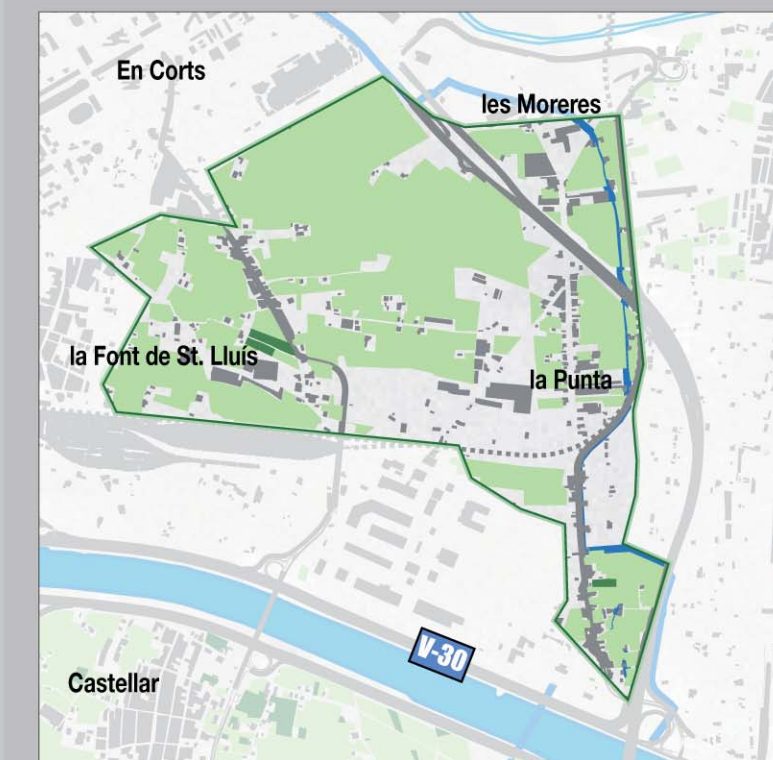 En Corts
les Moreres
la Font de St. Lluís
la Punta
V-30
Castellar